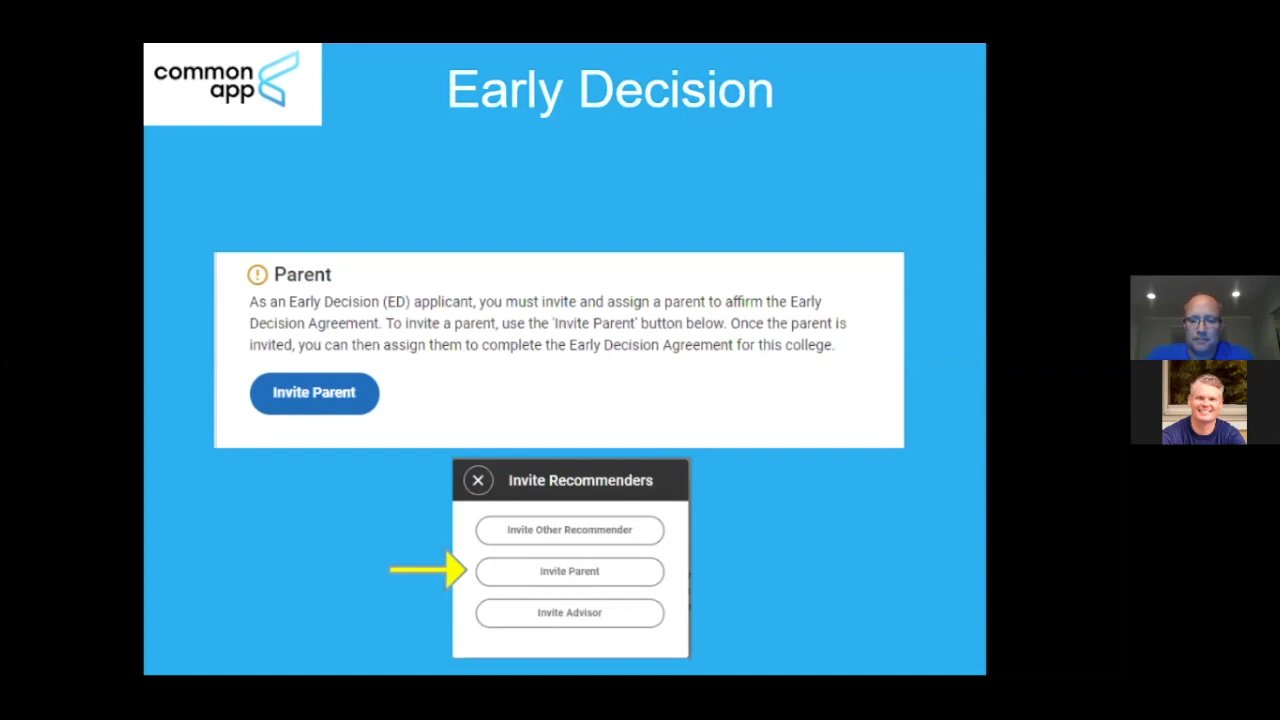 common
app
Early Decision
Parent
As an Early Decision (ED) applicant, you must invite and assign a parent to affirm the Early
Decision Agreement. To invite a parent, use the 'Invite Parent' button below. Once the parent is
invited, you can then assign them to complete the Early Decision Agreement for this college.
Invite Parent
Invite Recommenders
Invite Other Recommender
Invite Parent
Invite Advisor